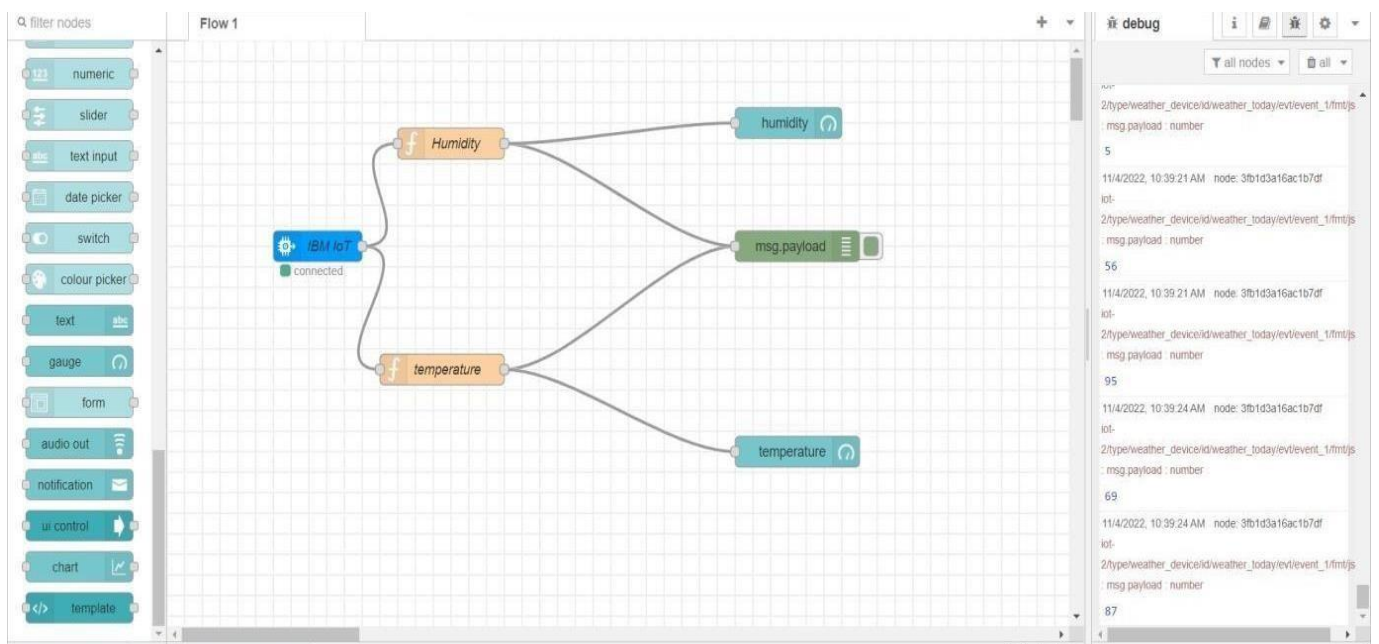 filter nodes
123 numeric
slider
abc text input
date picker
switch
colour picker
text abc
gauge
form
audio out
notification
ui control
chart
</> template
Flow 1
+
f Humidity
humidity
IBM IoT
connected
msg.payload
f temperature
temperature
debug
i
all nodes
all
iot-
2/type/weather_device/id/weather_today/evt/event_1/fmt/js
: msg.payload : number
5
11/4/2022, 10:39:21 AM node: 3fb1d3a16ac1b7df
iot-
2/type/weather_device/id/weather_today/evt/event_1/fmt/js
: msg.payload : number
56
11/4/2022, 10:39:21 AM node: 3fb1d3a16ac1b7df
iot-
2/type/weather_device/id/weather_today/evt/event_1/fmt/js
: msg.payload : number
95
11/4/2022, 10:39:24 AM node: 3fb1d3a16ac1b7df
iot-
2/type/weather_device/id/weather_today/evt/event_1/fmt/js
: msg.payload : number
69
11/4/2022, 10:39:24 AM node: 3fb1d3a16ac1b7df
iot-
2/type/weather_device/id/weather_today/evt/event_1/fmt/js
: msg.payload : number
87